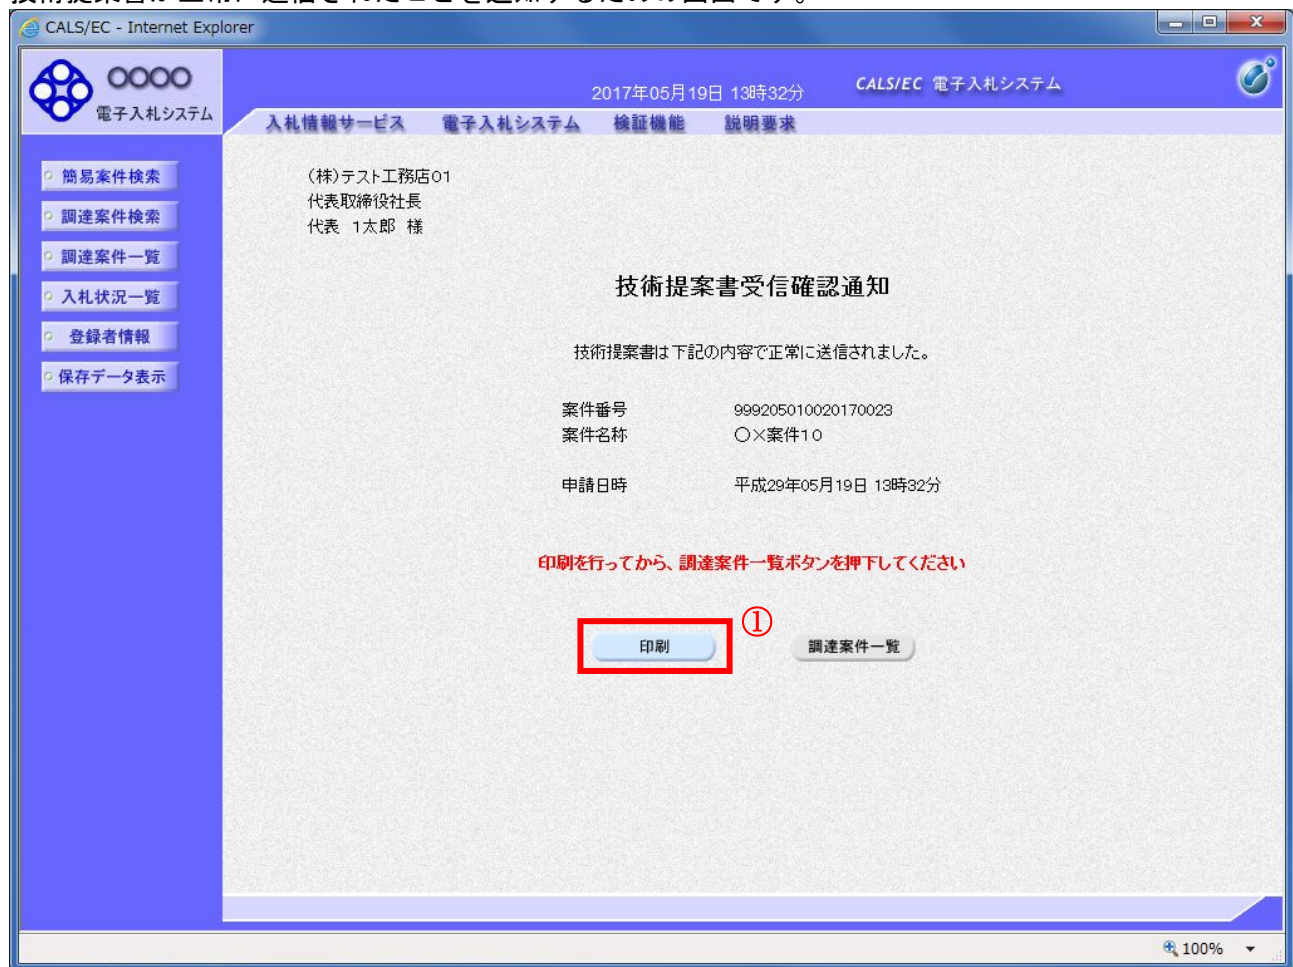 CALS/EC - Internet Explorer
○○○○
電子入札システム
2017年05月19日 13時32分
CALS/EC 電子入札システム
入札情報サービス 電子入札システム 検証機能 説明要求
簡易案件検索
調達案件検索
調達案件一覧
入札状況一覧
登録者情報
保存データ表示
(株)テスト工務店01
代表取締役社長
代表 1太郎 様
技術提案書受信確認通知
技術提案書は下記の内容で正常に送信されました。
案件番号 999205010020170023
案件名称 ○×案件10
申請日時 平成29年05月19日 13時32分
印刷を行ってから、調達案件一覧ボタンを押下してください
①
印刷 調達案件一覧
100%